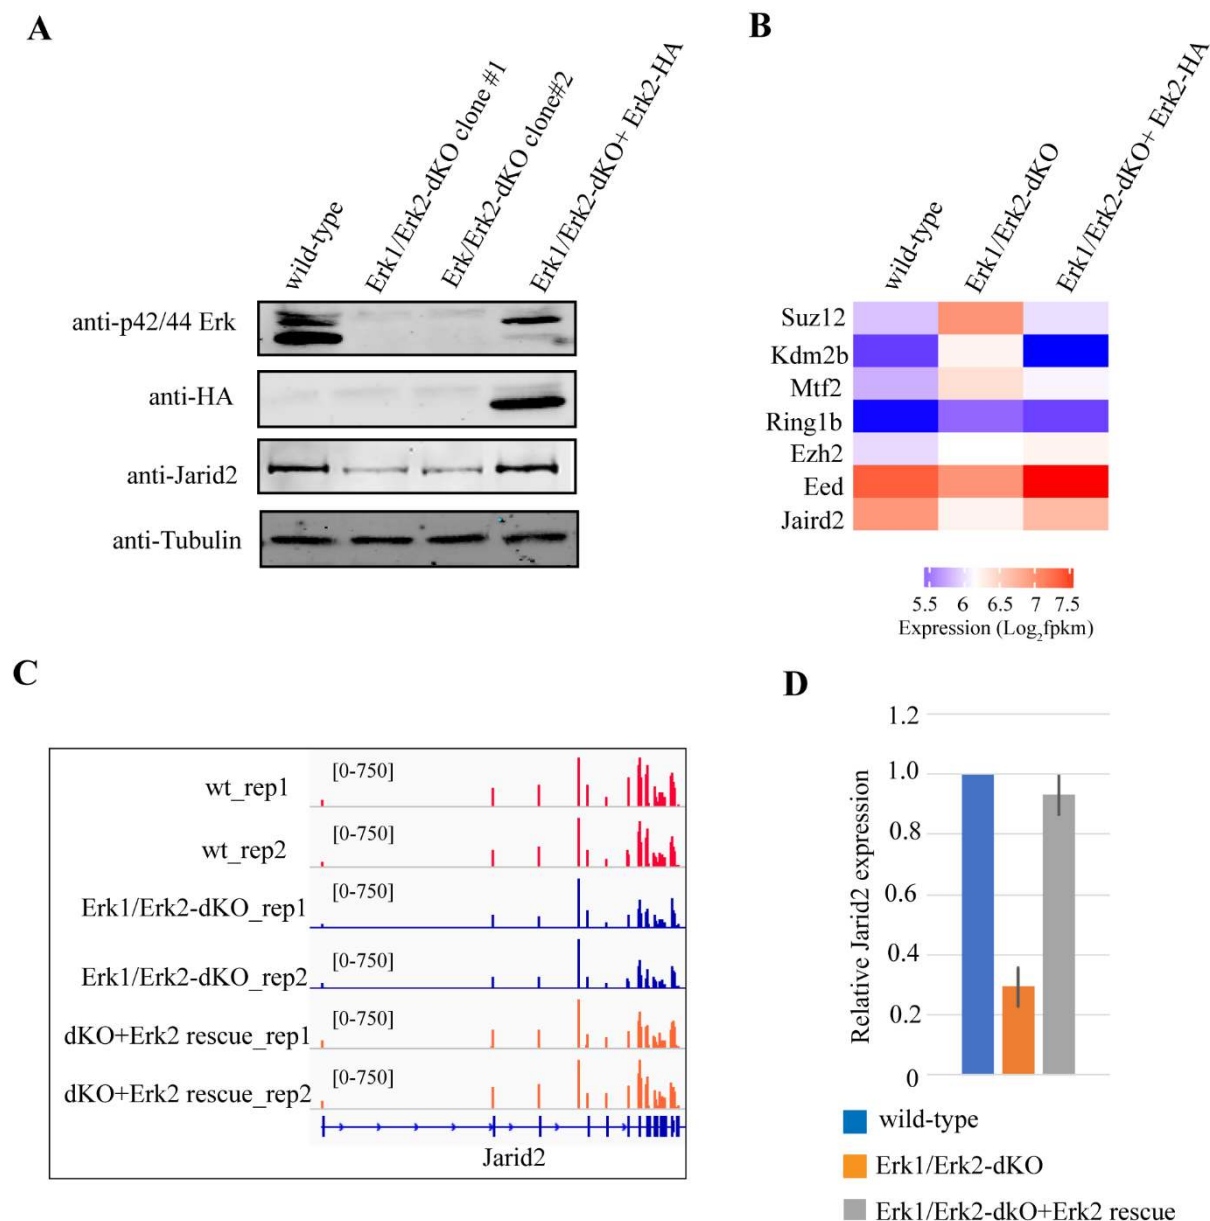 A
wild-type
Erk1/Erk2-dKO clone #1
Erk/Erk2-dKO clone#2
Erk1/Erk2-dKO+ Erk2-HA
anti-p42/44 Erk
anti-HA
anti-Jarid2
anti-Tubulin
B
wild-type
Erk1/Erk2-dKO
Erk1/Erk2-dKO+ Erk2-HA
Suz12
Kdm2b
Mtf2
Ring1b
Ezh2
Eed
Jaird2
5.5 6 6.5 7 7.5
Expression (Log2fpkm)
C
wt_rep1 [0-750]
wt_rep2 [0-750]
Erk1/Erk2-dKO_rep1 [0-750]
Erk1/Erk2-dKO_rep2 [0-750]
dKO+Erk2 rescue_rep1 [0-750]
dKO+Erk2 rescue_rep2 [0-750]
Jarid2
D
Relative Jarid2 expression
1.2
1.0
0.8
0.6
0.4
0.2
0
wild-type
Erk1/Erk2-dKO
Erk1/Erk2-dkO+Erk2 rescue